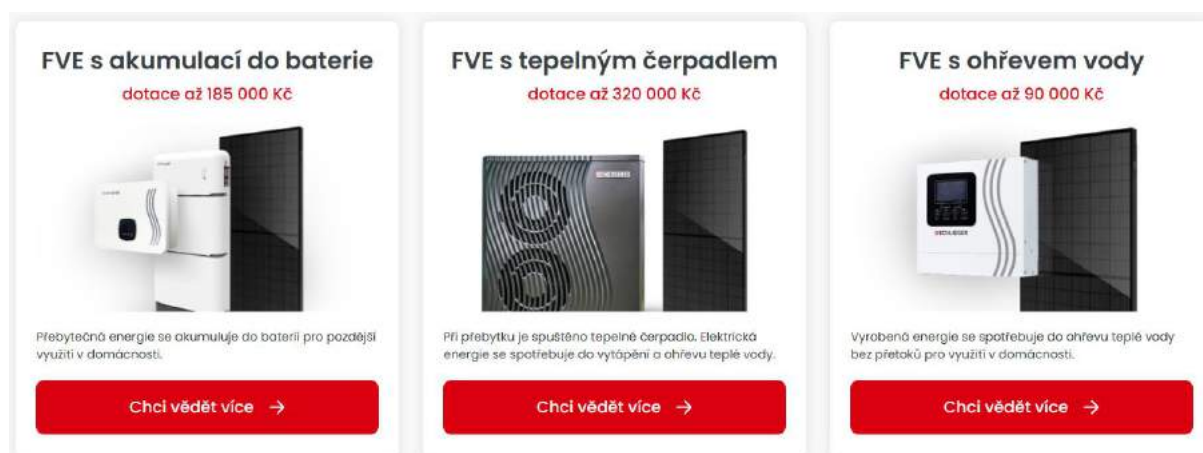 FVE s akumulací do baterie
dotace až 185 000 Kč
Přebytečná energie se akumuluje do baterií pro pozdější
využití v domácnosti.
Chci vědět více →
FVE s tepelným čerpadlem
dotace až 320 000 Kč
Při přebytku je spuštěno tepelné čerpadlo. Elektrická
energie se spotřebuje do vytápění a ohřevu teplé vody.
Chci vědět více →
FVE s ohřevem vody
dotace až 90 000 Kč
Vyrobená energie se spotřebuje do ohřevu teplé vody
bez přetoků pro využití v domácnosti.
Chci vědět více →